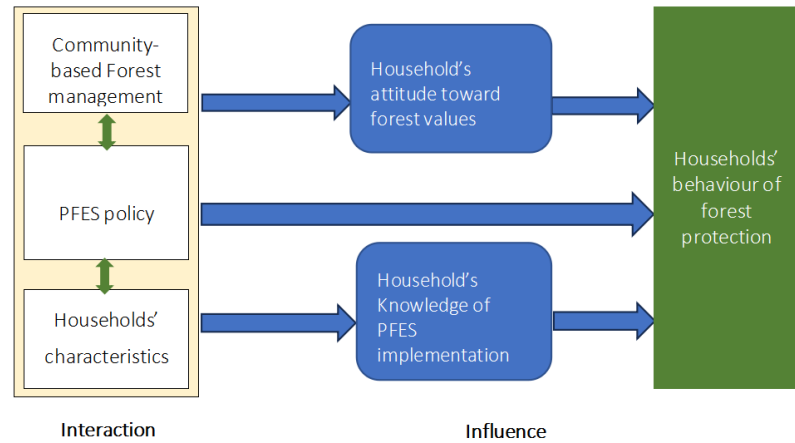 Community-
based Forest
management
PFES policy
Households’
characteristics
Household’s
attitude toward
forest values
Household’s
Knowledge of
PFES
implementation
Households’
behaviour of
forest
protection
Interaction
Influence